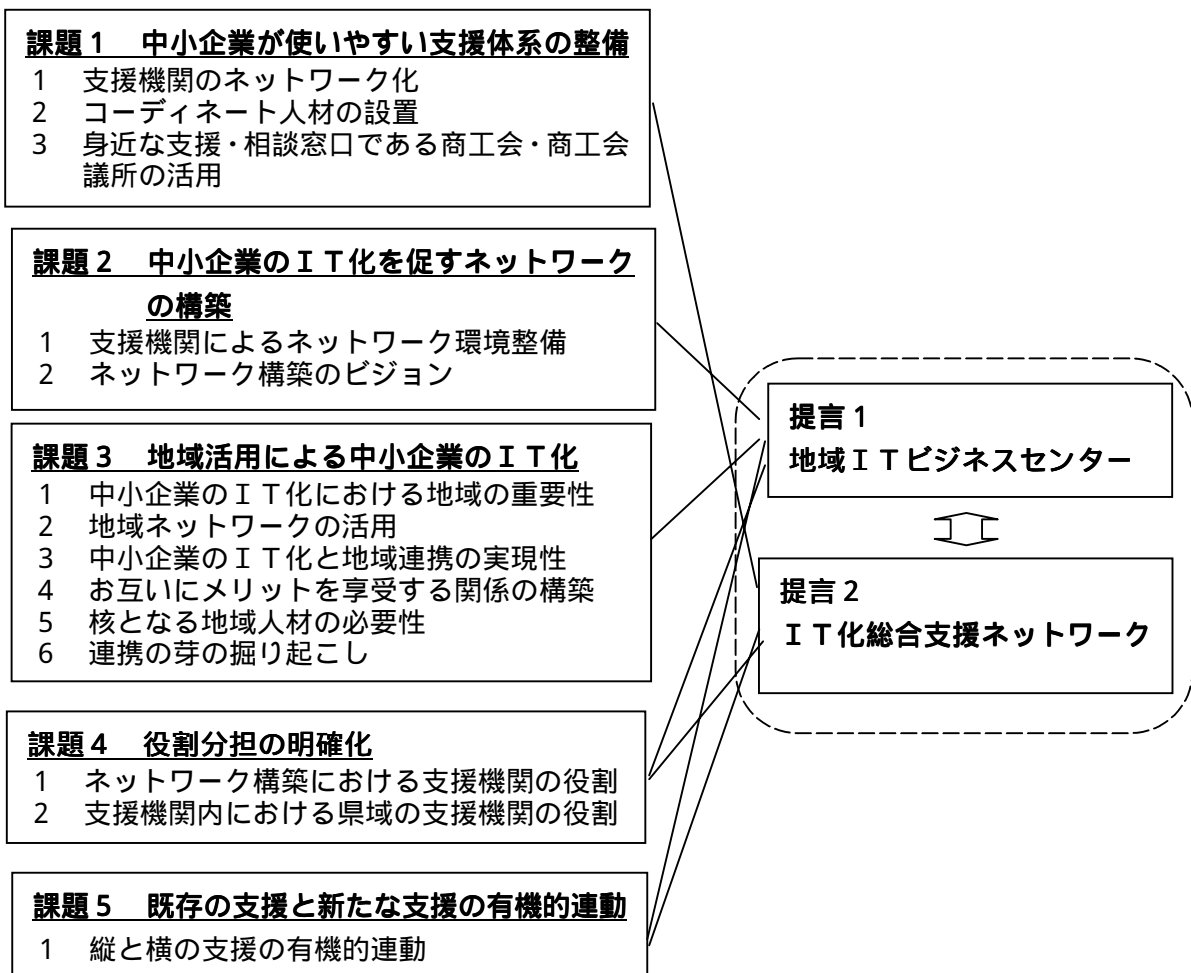 課題1 中小企業が使いやすい支援体系の整備
1 支援機関のネットワーク化
2 コーディネート人材の設置
3 身近な支援・相談窓口である商工会・商工会
議所の活用
課題2 中小企業のIT化を促すネットワーク
の構築
1 支援機関によるネットワーク環境整備
2 ネットワーク構築のビジョン
課題3 地域活用による中小企業のIT化
1 中小企業のIT化における地域の重要性
2 地域ネットワークの活用
3 中小企業のIT化と地域連携の実現性
4 お互いにメリットを享受する関係の構築
5 核となる地域人材の必要性
6 連携の芽の掘り起こし
課題4 役割分担の明確化
1 ネットワーク構築における支援機関の役割
2 支援機関内における県域の支援機関の役割
課題5 既存の支援と新たな支援の有機的連動
1 縦と横の支援の有機的連動
提言1
地域ITビジネスセンター
提言2
IT化総合支援ネットワーク